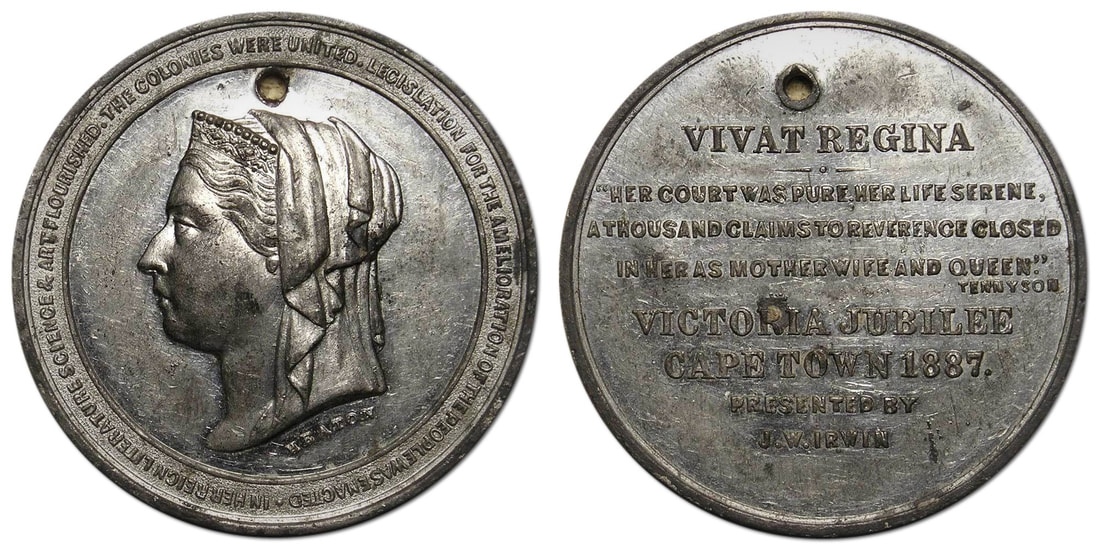 IN HER REIGN LITERATURE SCIENCE & ART FLOURISHED. THE COLONIES WERE UNITED. LEGISLATION FOR THE AMELIORATION OF THE PEOPLE WAS ENACTED
HEATON
VIVAT REGINA
"HER COURT WAS PURE, HER LIFE SERENE,
A THOUSAND CLAIMS TO REVERENCE CLOSED
IN HER AS MOTHER WIFE AND QUEEN."
TENNYSON
VICTORIA JUBILEE
CAPE TOWN 1887.
PRESENTED BY
J.W. IRWIN